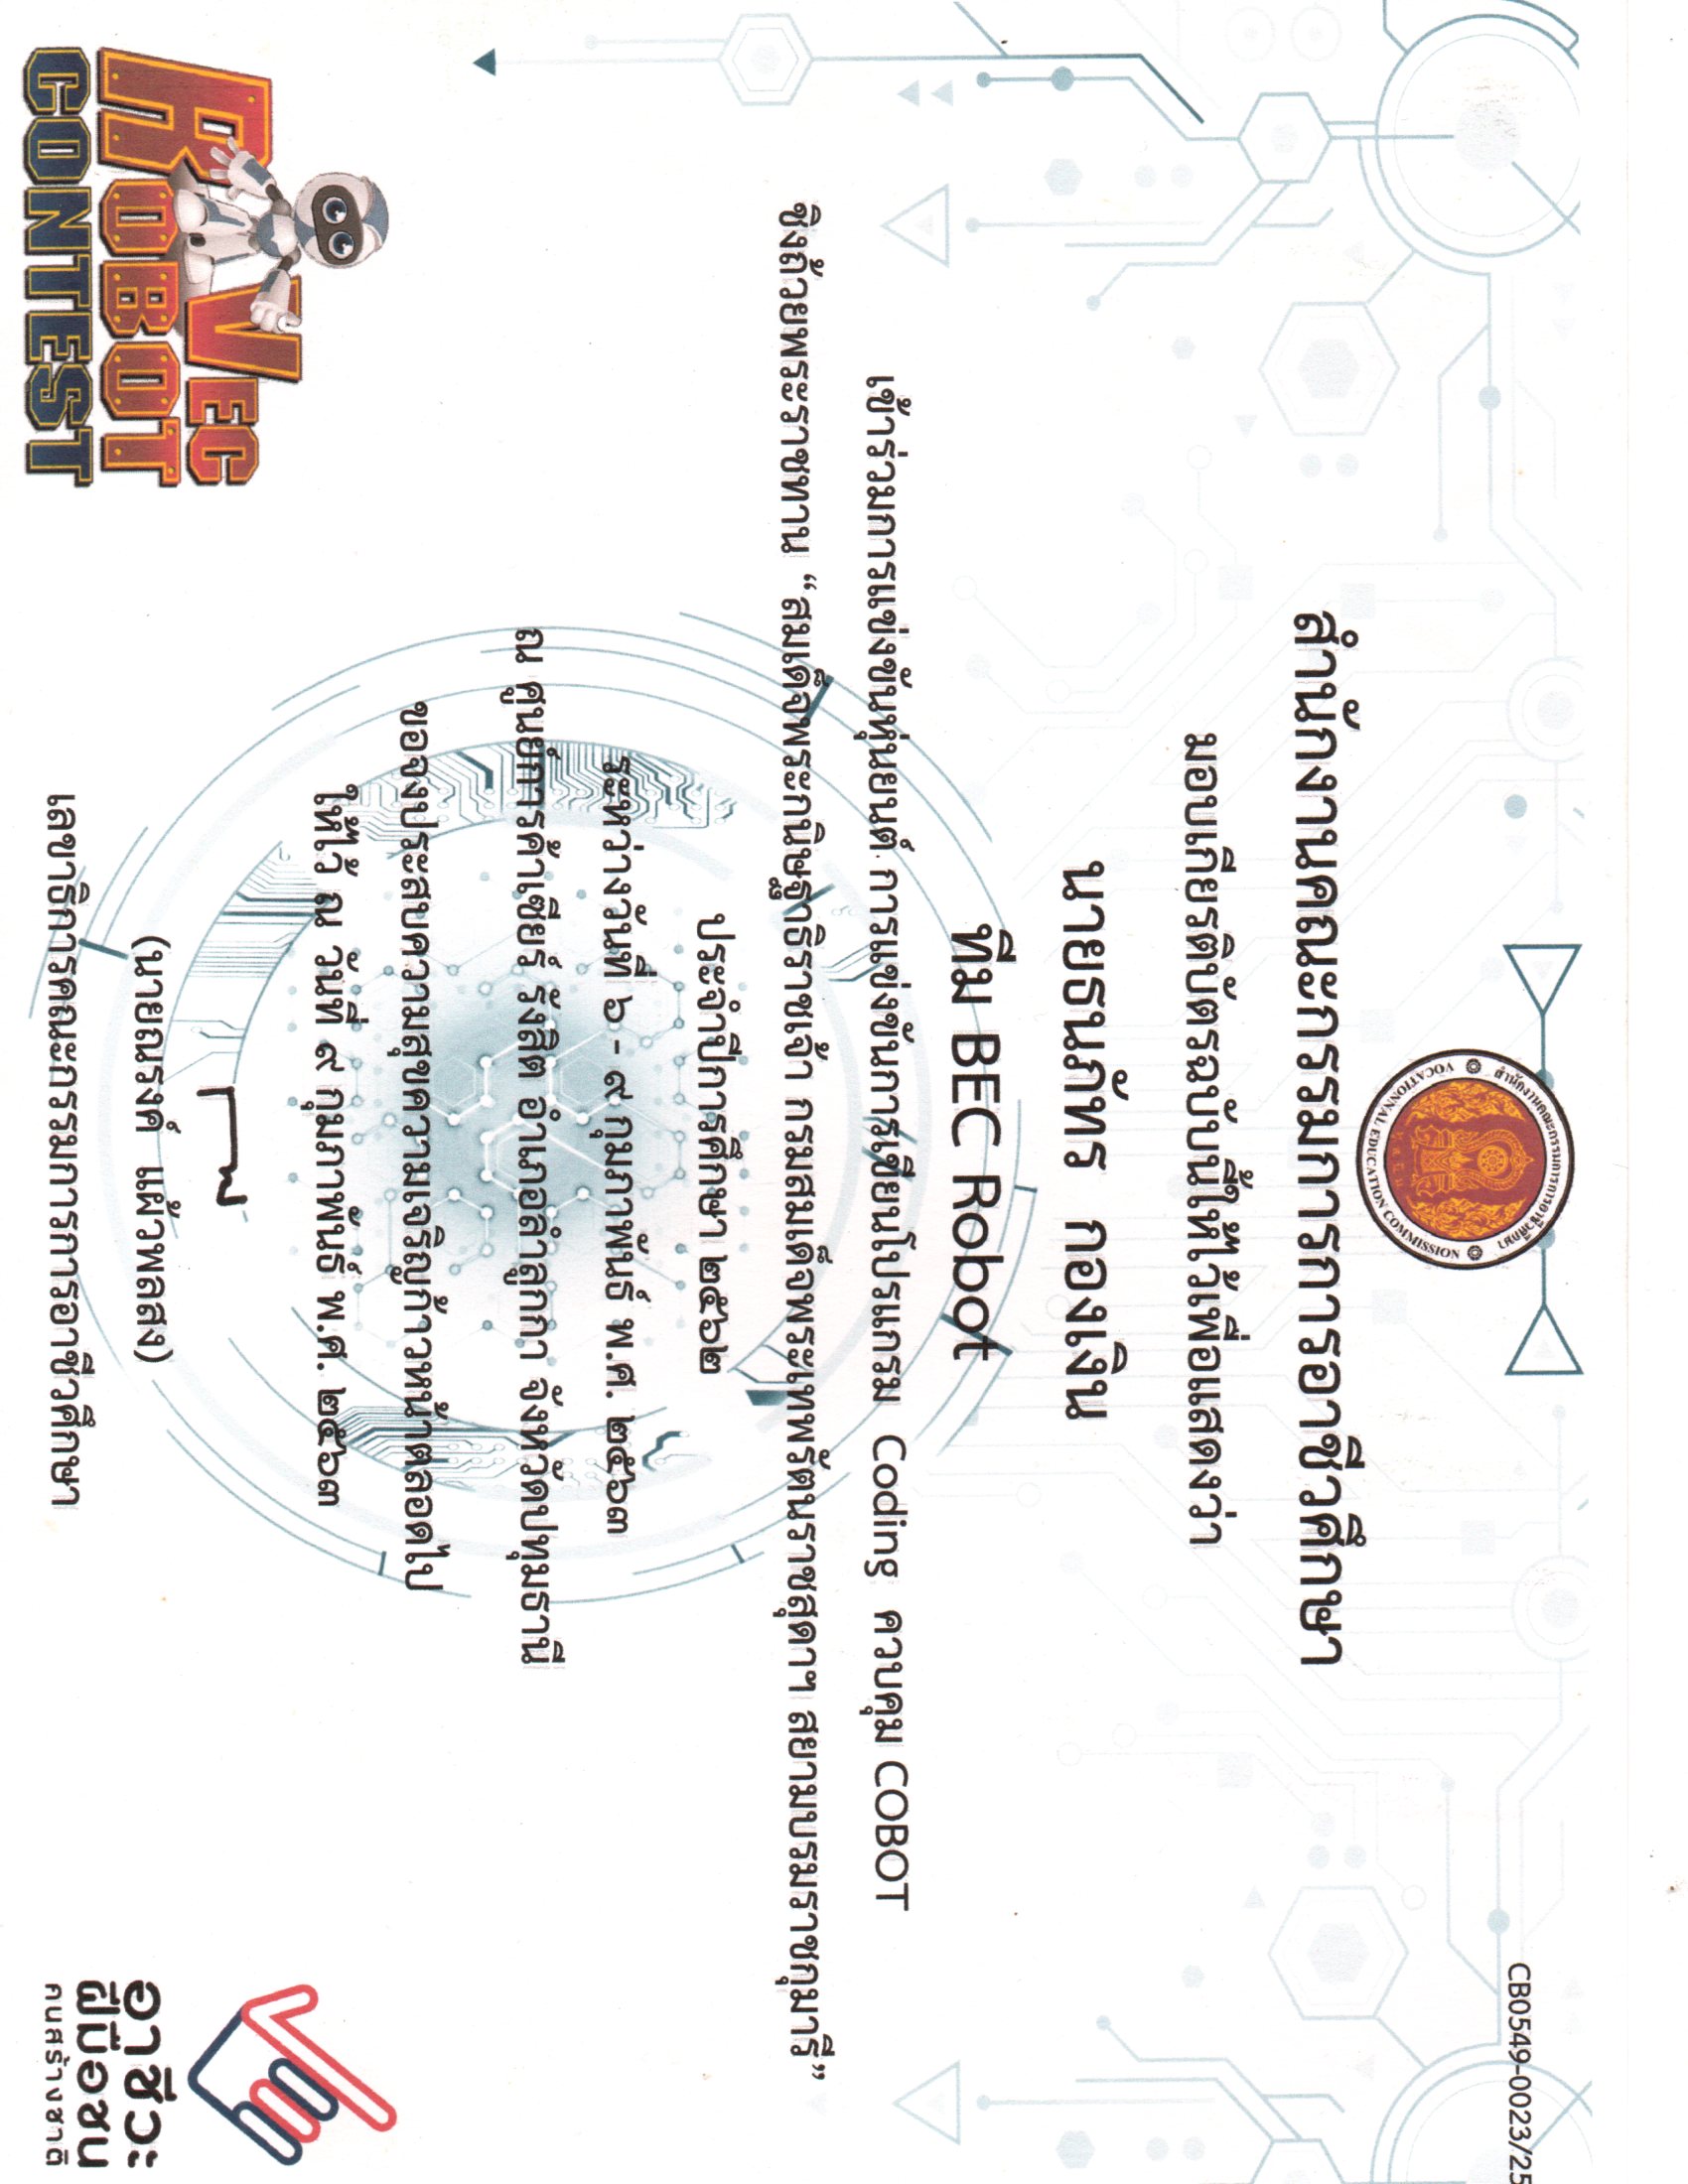 CB0549-0023/25
สำนักงานคณะกรรมการการอาชีวศึกษา
VOCATIONNAL EDUCATION COMMISSION
สำนักงานคณะกรรมการการอาชีวศึกษา
มอบเกียรติบัตรฉบับนี้ให้ไว้เพื่อแสดงว่า
นายธนภัทร กองเงิน
ทีม BEC Robot
เข้าร่วมการแข่งขันหุ่นยนต์ การแข่งขันการเขียนโปรแกรม Coding ควบคุม COBOT
ชิงถ้วยพระราชทาน “สมเด็จพระกนิษฐาธิราชเจ้า กรมสมเด็จพระเทพรัตนราชสุดาฯ สยามบรมราชกุมารี”
ประจำปีการศึกษา ๒๕๖๒
ระหว่างวันที่ ๖ - ๙ กุมภาพันธ์ พ.ศ. ๒๕๖๓
ณ ศูนย์การค้าเซียร์ รังสิต อำเภอลำลูกกา จังหวัดปทุมธานี
ขอจงประสบความสุขความเจริญก้าวหน้าตลอดไป
ให้ไว้ ณ วันที่ ๙ กุมภาพันธ์ พ.ศ. ๒๕๖๓
(นายณรงค์ แผ้วพลสง)
เลขาธิการคณะกรรมการการอาชีวศึกษา
VEC
ROBOT
CONTEST
อาชีวะ
ฝีมือชน
คนสร้างชาติ